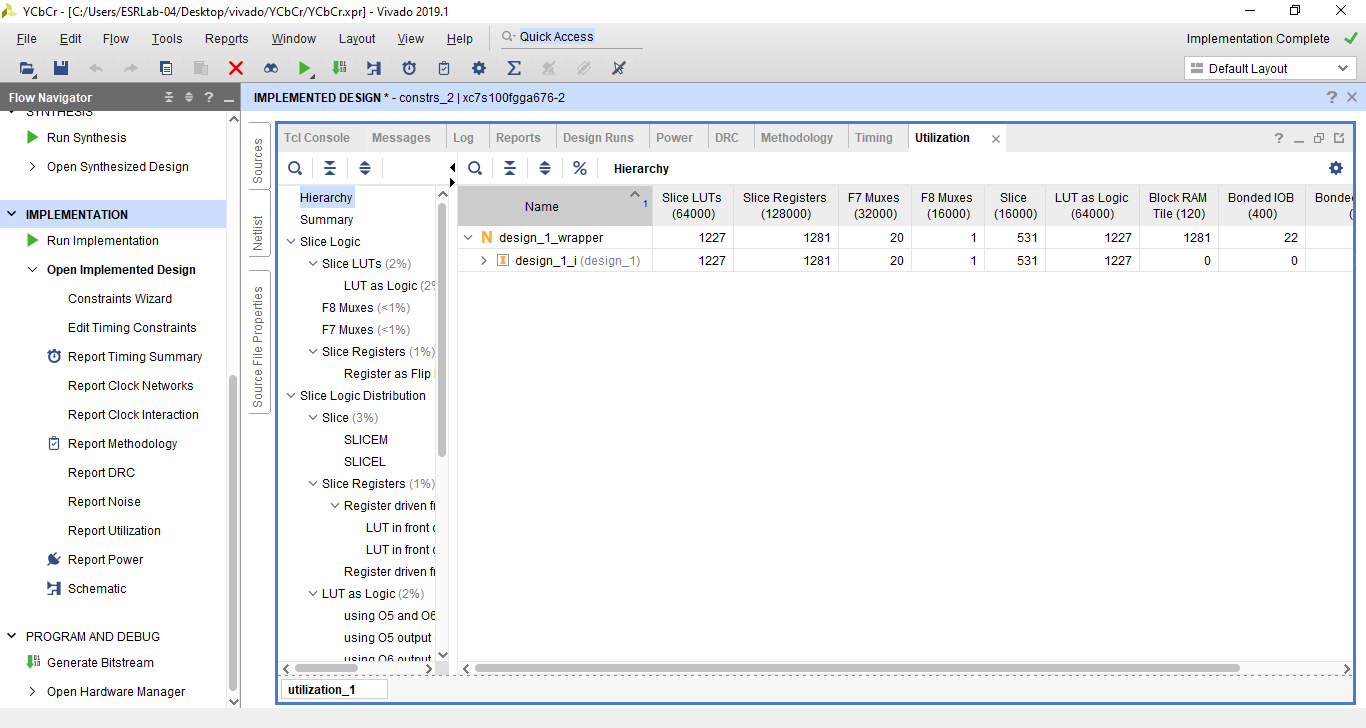 YCbCr - [C:/Users/ESRLab-04/Desktop/vivado/YCbCr/YCbCr.xpr] - Vivado 2019.1
File Edit Flow Tools Reports Window Layout View Help Quick Access
Implementation Complete
Default Layout
Flow Navigator
SYNTHESIS
Run Synthesis
Open Synthesized Design
IMPLEMENTATION
Run Implementation
Open Implemented Design
Constraints Wizard
Edit Timing Constraints
Report Timing Summary
Report Clock Networks
Report Clock Interaction
Report Methodology
Report DRC
Report Noise
Report Utilization
Report Power
Schematic
PROGRAM AND DEBUG
Generate Bitstream
Open Hardware Manager
IMPLEMENTED DESIGN * - constrs_2 | xc7s100fgga676-2
Sources
Netlist
Source File Properties
Tcl Console Messages Log Reports Design Runs Power DRC Methodology Timing Utilization
Hierarchy
Summary
Slice Logic
Slice LUTs (2%)
LUT as Logic (2%
F8 Muxes (<1%)
F7 Muxes (<1%)
Slice Registers (1%)
Register as Flip
Slice Logic Distribution
Slice (3%)
SLICEM
SLICEL
Slice Registers (1%)
Register driven fr
LUT in front o
LUT in front o
Register driven fr
LUT as Logic (2%)
using O5 and O6
using O5 output
using O6 output
Hierarchy
Name 1 Slice LUTs (64000) Slice Registers (128000) F7 Muxes (32000) F8 Muxes (16000) Slice (16000) LUT as Logic (64000) Block RAM Tile (120) Bonded IOB (400) Bonde
design_1_wrapper 1227 1281 20 1 531 1227 1281 22
design_1_i (design_1) 1227 1281 20 1 531 1227 0 0
utilization_1